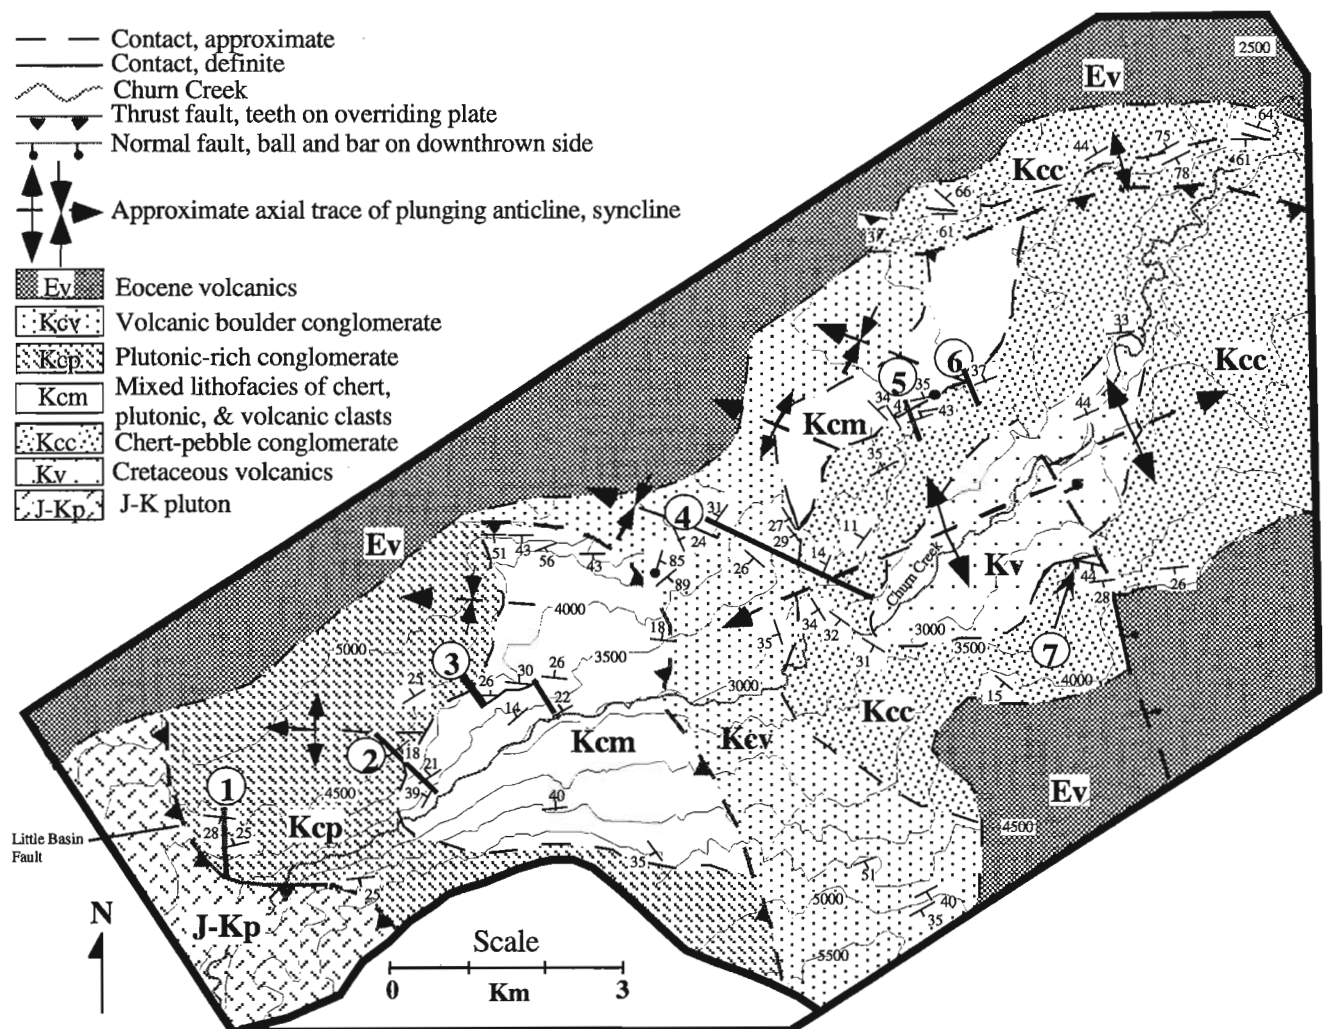 Contact, approximate
Contact, definite
Churn Creek
Thrust fault, teeth on overriding plate
Normal fault, ball and bar on downthrown side
Approximate axial trace of plunging anticline, syncline
Ev Eocene volcanics
Kcv Volcanic boulder conglomerate
Kcp Plutonic-rich conglomerate
Kcm Mixed lithofacies of chert,
plutonic, & volcanic clasts
Kcc Chert-pebble conglomerate
Kv Cretaceous volcanics
J-Kp J-K pluton
2500
Ev
64
75
44
61
78
Kcc
66
61
33
Kcc
6
37
5
35
34
43
44
Kcm
35
4
31
27
29
24
11
14
26
Ev
51
43
56
43
85
89
Churn Creek
Kv
44
28
26
4000
18
34
32
35
31
3000
3500
7
4000
15
5000
3
30
26
3500
25
26
22
14
3000
Kcc
Kcv
Kcm
2
18
21
39
1
4500
40
Ev
4500
Kcp
28
25
Little Basin
Fault
35
51
25
5000
40
35
5500
N
J-Kp
Scale
0
Km
3